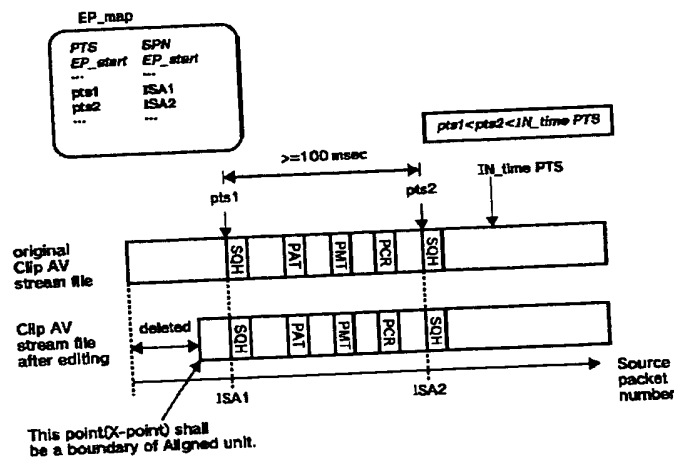 EP_map
PTS SPN
EP_start EP_start
... ...
pts1 ISA1
pts2 ISA2
... ...
pts1<pts2<IN_time PTS
>=100 msec
IN_time PTS
pts1 pts2
original
Clip AV
stream file
SQH PAT PMT PCR SQH
Clip AV
stream file
after editing
deleted
SQH PAT PMT PCR SQH
Source
packet
number
ISA1 ISA2
This point(X-point) shall
be a boundary of Aligned unit.